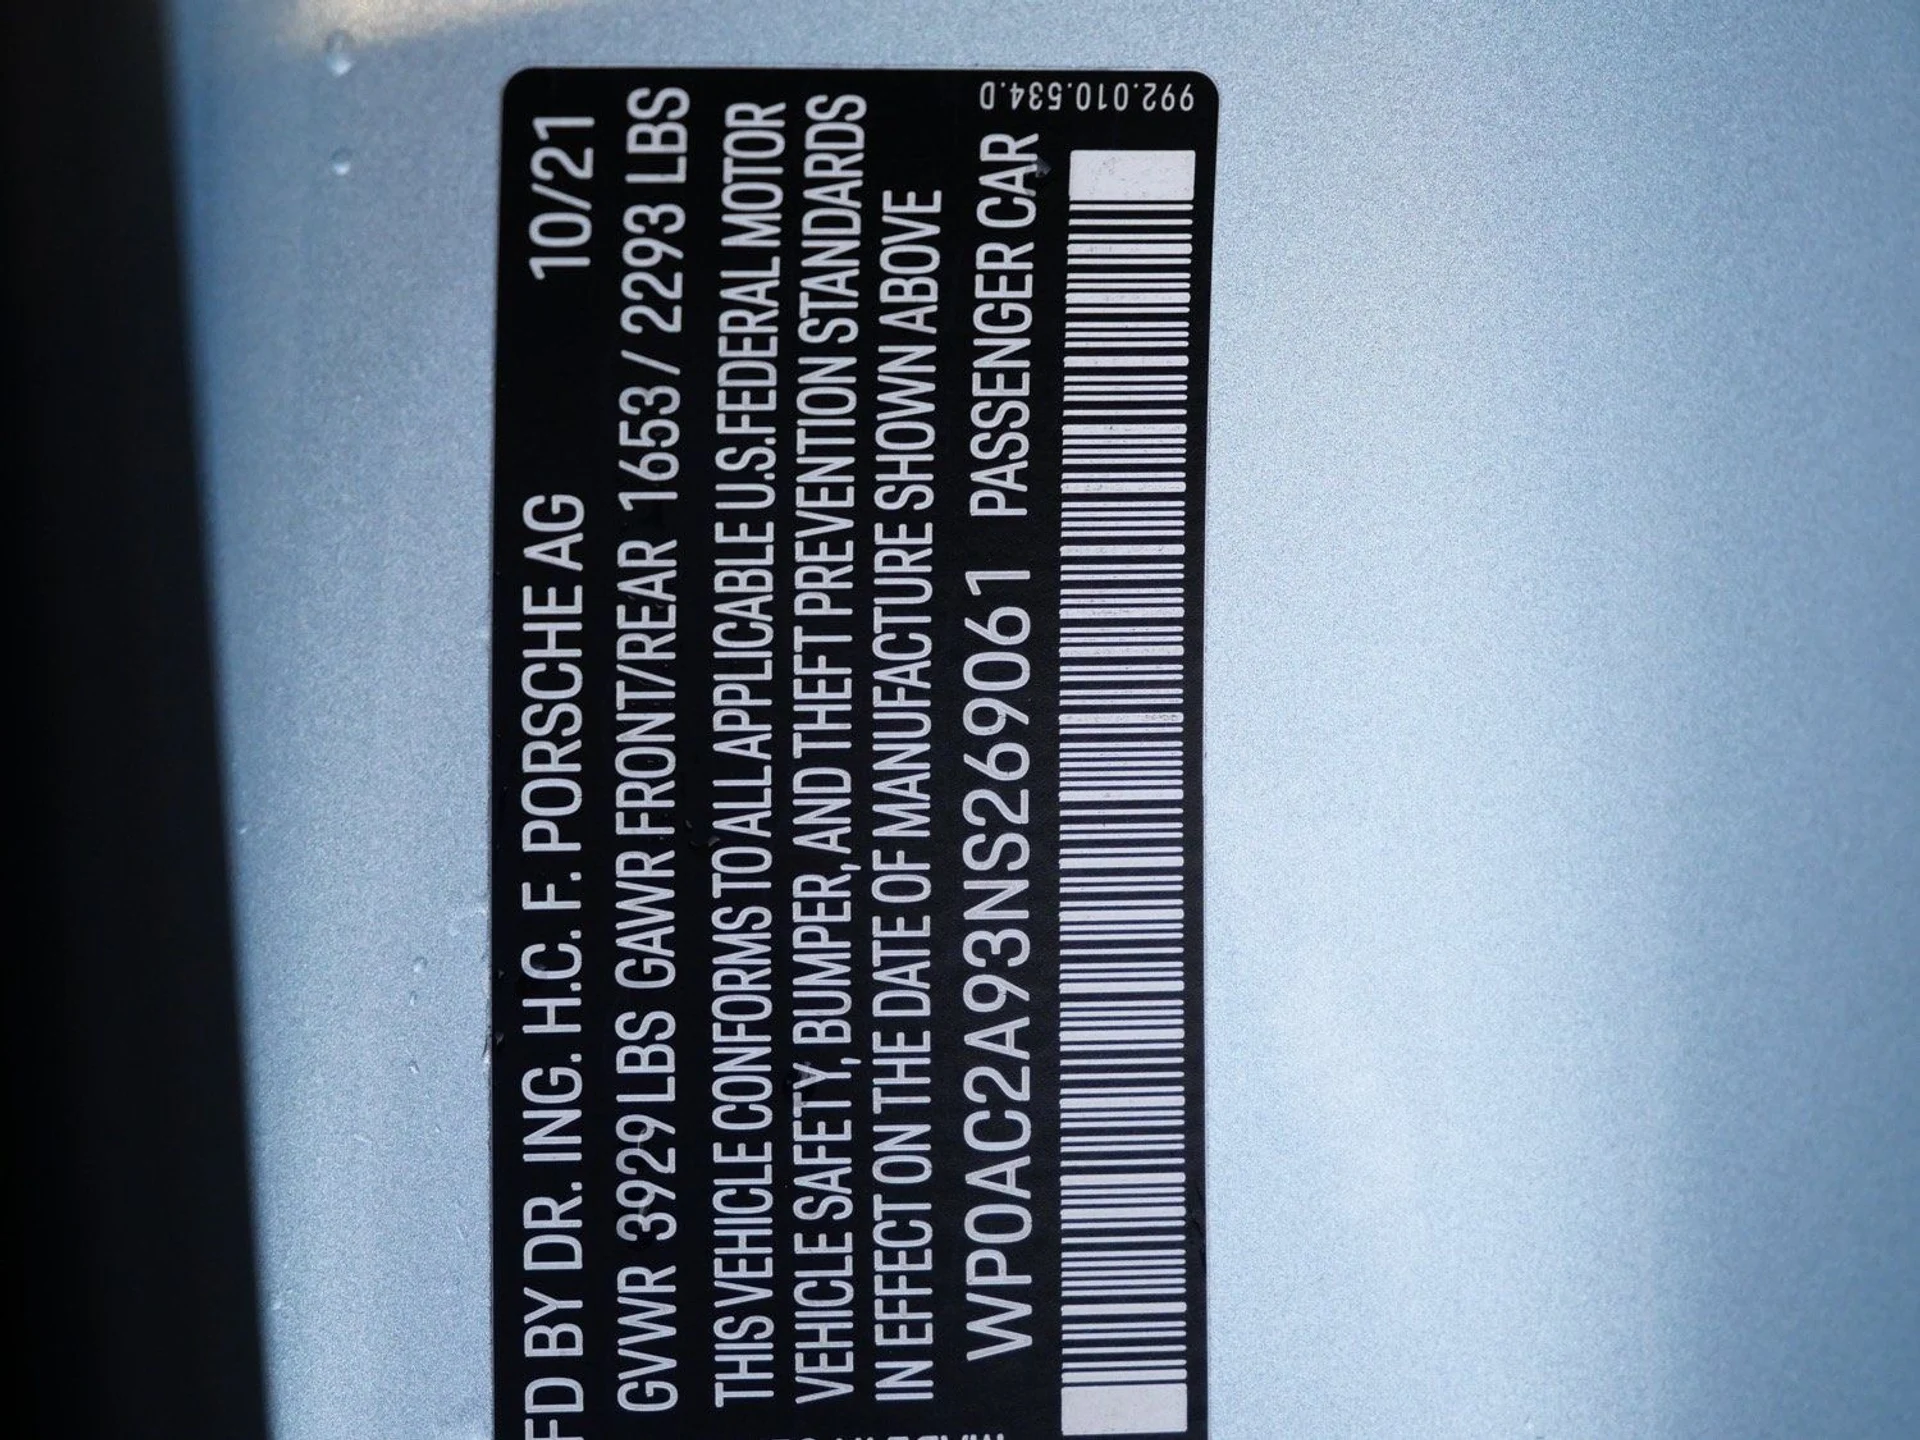 FD BY DR. ING. H.C. F. PORSCHE AG 10/21
GVWR 3929 LBS GAWR FRONT/REAR 1653 / 2293 LBS
THIS VEHICLE CONFORMS TO ALL APPLICABLE U.S.FEDERAL MOTOR
VEHICLE SAFETY, BUMPER, AND THEFT PREVENTION STANDARDS
IN EFFECT ON THE DATE OF MANUFACTURE SHOWN ABOVE
WP0AC2A93NS269061 PASSENGER CAR
992.010.534.D